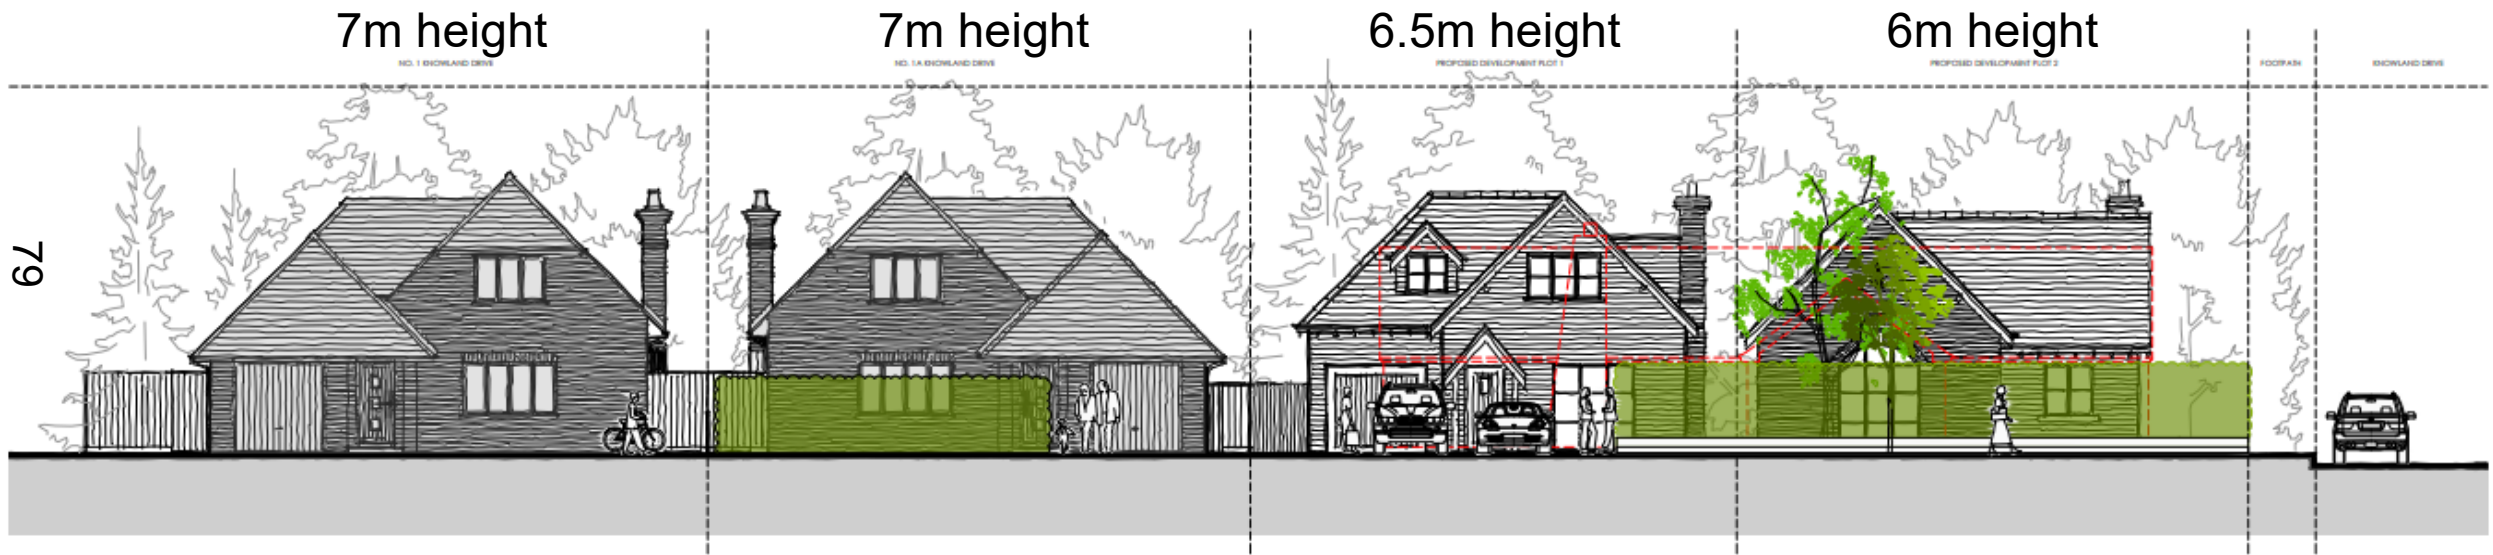 7m height
7m height
6.5m height
6m height
NO. 1 KNOWLAND DRIVE
NO. 1A KNOWLAND DRIVE
PROPOSED DEVELOPMENT PLOT 1
PROPOSED DEVELOPMENT PLOT 2
FOOTPATH
KNOWLAND DRIVE
79